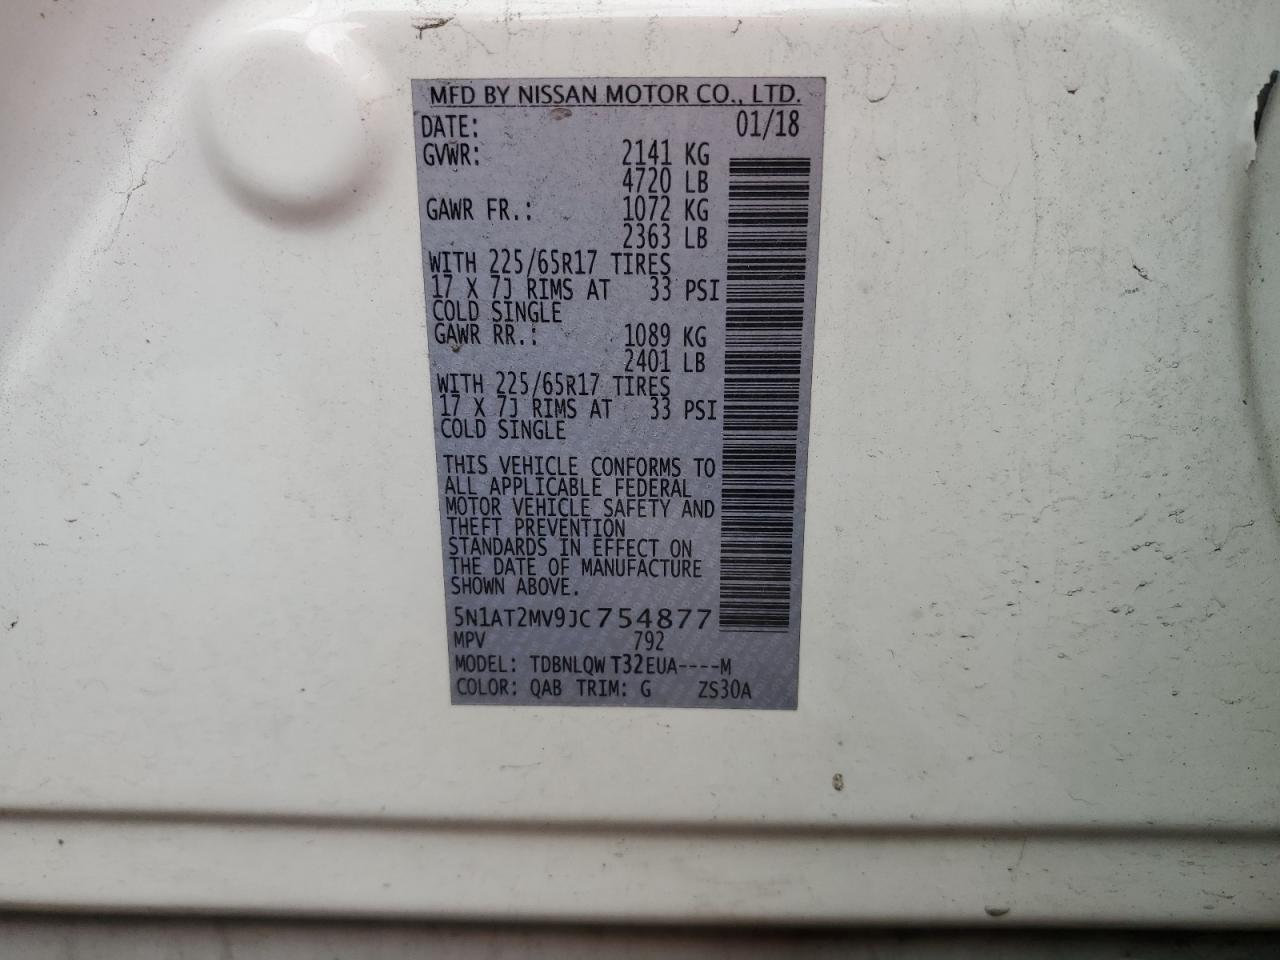 MFD BY NISSAN MOTOR CO., LTD.
DATE: 01/18
GVWR: 2141 KG
4720 LB
GAWR FR.: 1072 KG
2363 LB
WITH 225/65R17 TIRES
17 X 7J RIMS AT 33 PSI
COLD SINGLE
GAWR RR.: 1089 KG
2401 LB
WITH 225/65R17 TIRES
17 X 7J RIMS AT 33 PSI
COLD SINGLE
THIS VEHICLE CONFORMS TO
ALL APPLICABLE FEDERAL
MOTOR VEHICLE SAFETY AND
THEFT PREVENTION
STANDARDS IN EFFECT ON
THE DATE OF MANUFACTURE
SHOWN ABOVE.
5N1AT2MV9JC754877
MPV 792
MODEL: TDBNLQW T32EUA----M
COLOR: QAB TRIM: G ZS30A